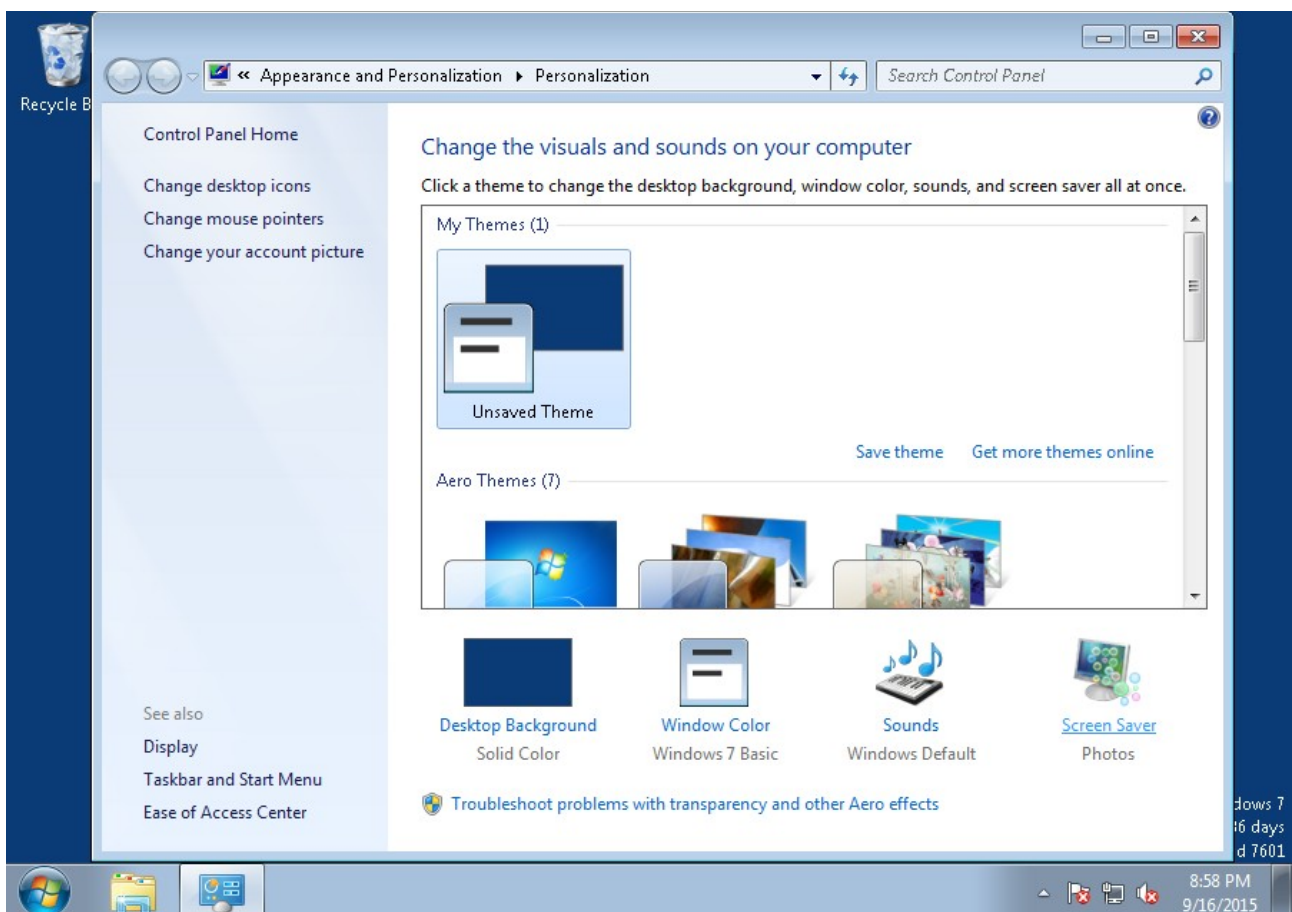 Recycle B
« Appearance and Personalization ▸ Personalization
Search Control Panel
Control Panel Home
Change desktop icons
Change mouse pointers
Change your account picture
See also
Display
Taskbar and Start Menu
Ease of Access Center
Change the visuals and sounds on your computer
Click a theme to change the desktop background, window color, sounds, and screen saver all at once.
My Themes (1)
Unsaved Theme
Save theme Get more themes online
Aero Themes (7)
Desktop Background Window Color Sounds Screen Saver
Solid Color Windows 7 Basic Windows Default Photos
Troubleshoot problems with transparency and other Aero effects
dows 7
days
d 7601
8:58 PM
9/16/2015